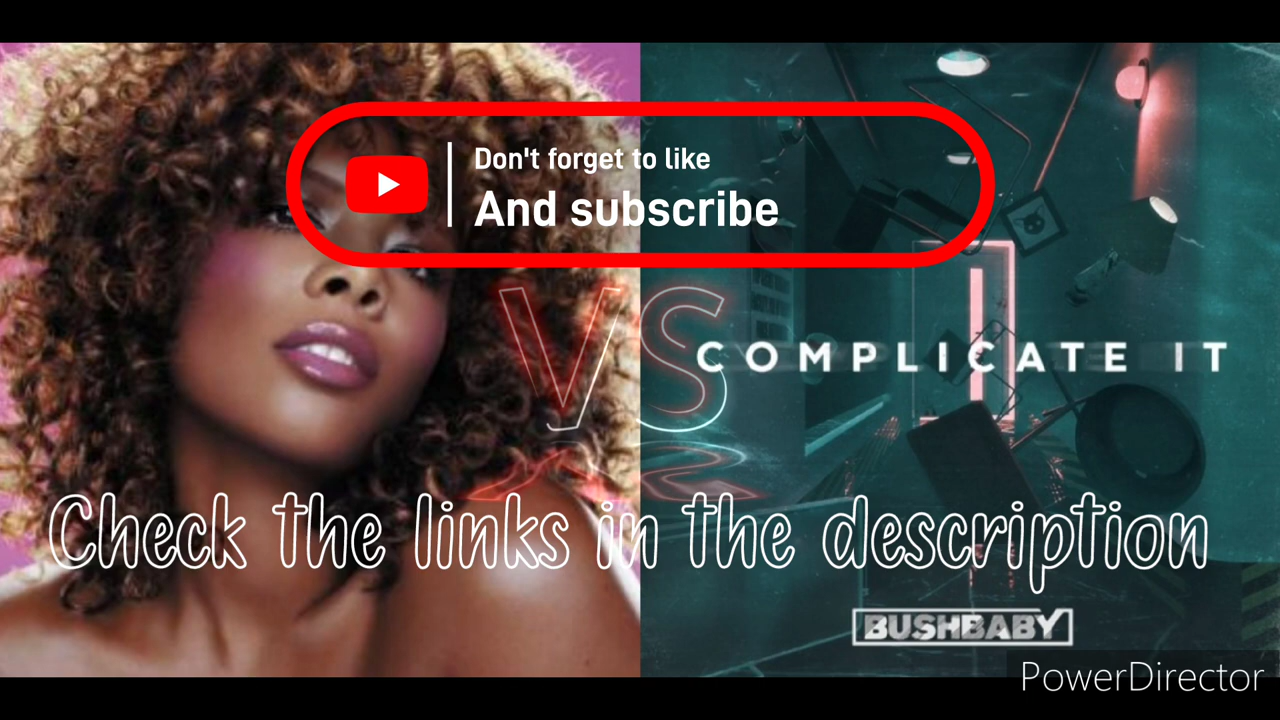 Don't forget to like
And subscribe
VS
COMPLICATE IT
Check the links in the description
BUSHBABY
PowerDirector